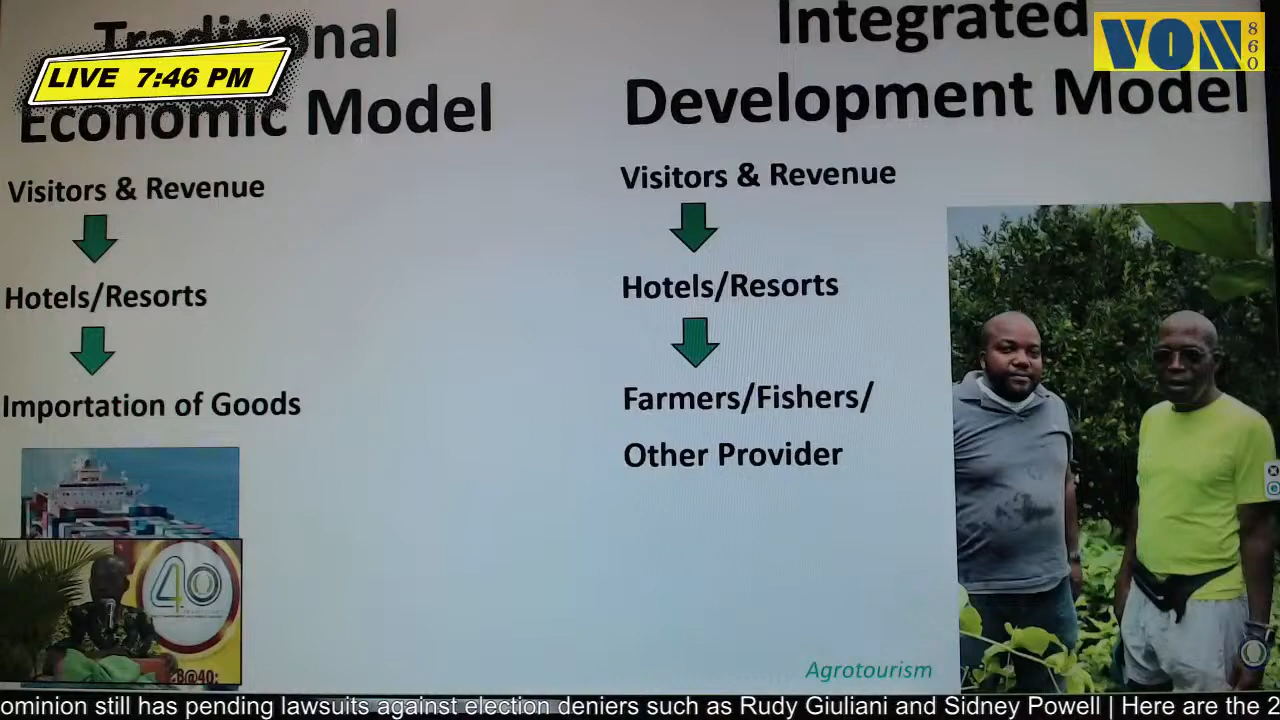 Traditional
Economic Model
LIVE 7:46 PM
Visitors & Revenue
Hotels/Resorts
Importation of Goods
Integrated
Development Model
VON
860
Visitors & Revenue
Hotels/Resorts
Farmers/Fishers/
Other Provider
Agrotourism
40
B@40:
ominion still has pending lawsuits against election deniers such as Rudy Giuliani and Sidney Powell | Here are the 2